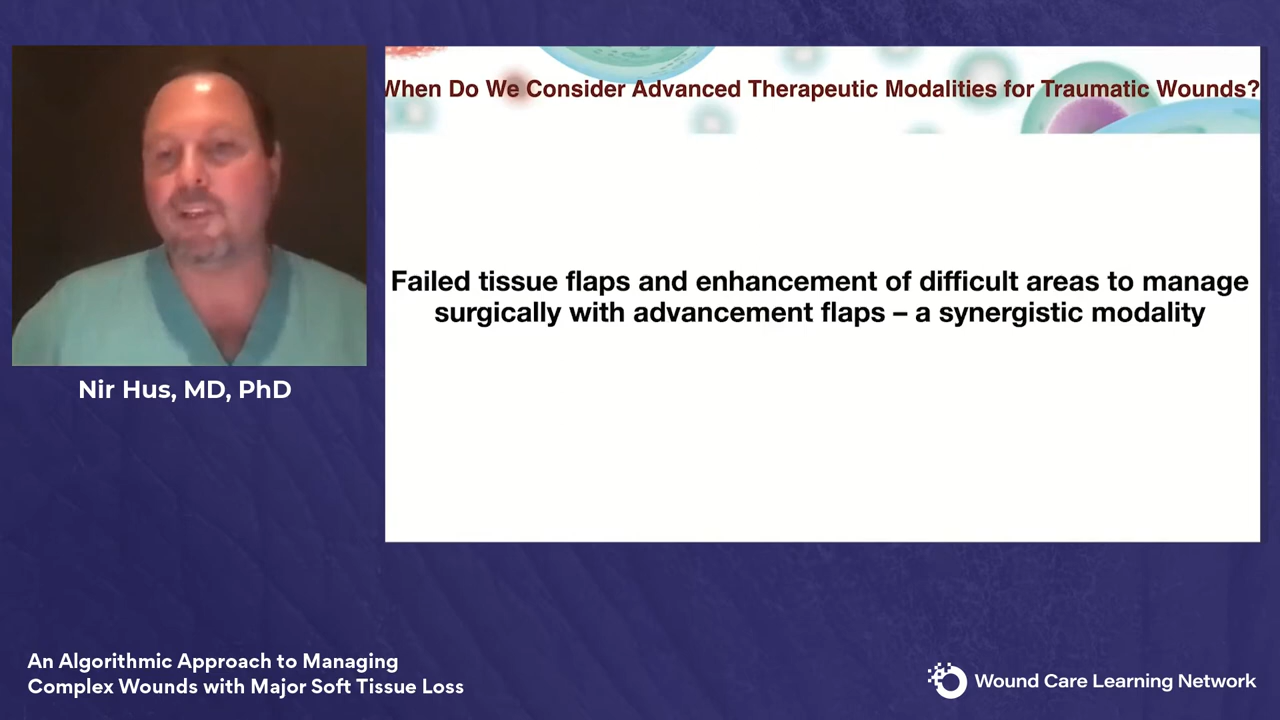 When Do We Consider Advanced Therapeutic Modalities for Traumatic Wounds?
Failed tissue flaps and enhancement of difficult areas to manage
surgically with advancement flaps – a synergistic modality
Nir Hus, MD, PhD
An Algorithmic Approach to Managing
Complex Wounds with Major Soft Tissue Loss
Wound Care Learning Network